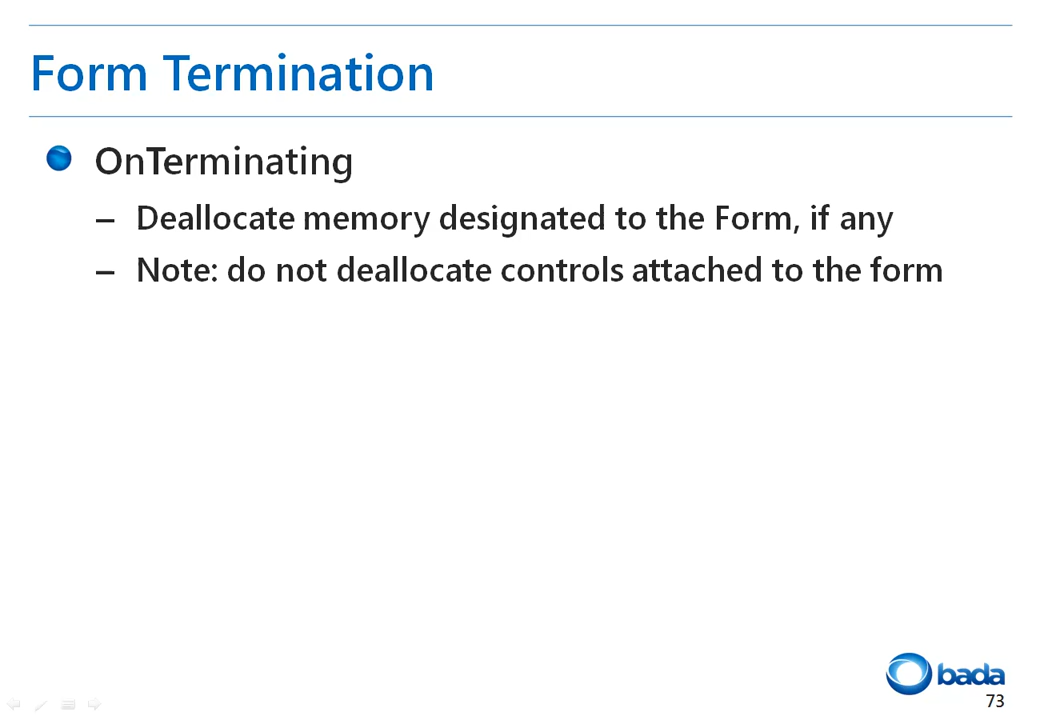 Form Termination
OnTerminating
– Deallocate memory designated to the Form, if any
– Note: do not deallocate controls attached to the form
bada
73